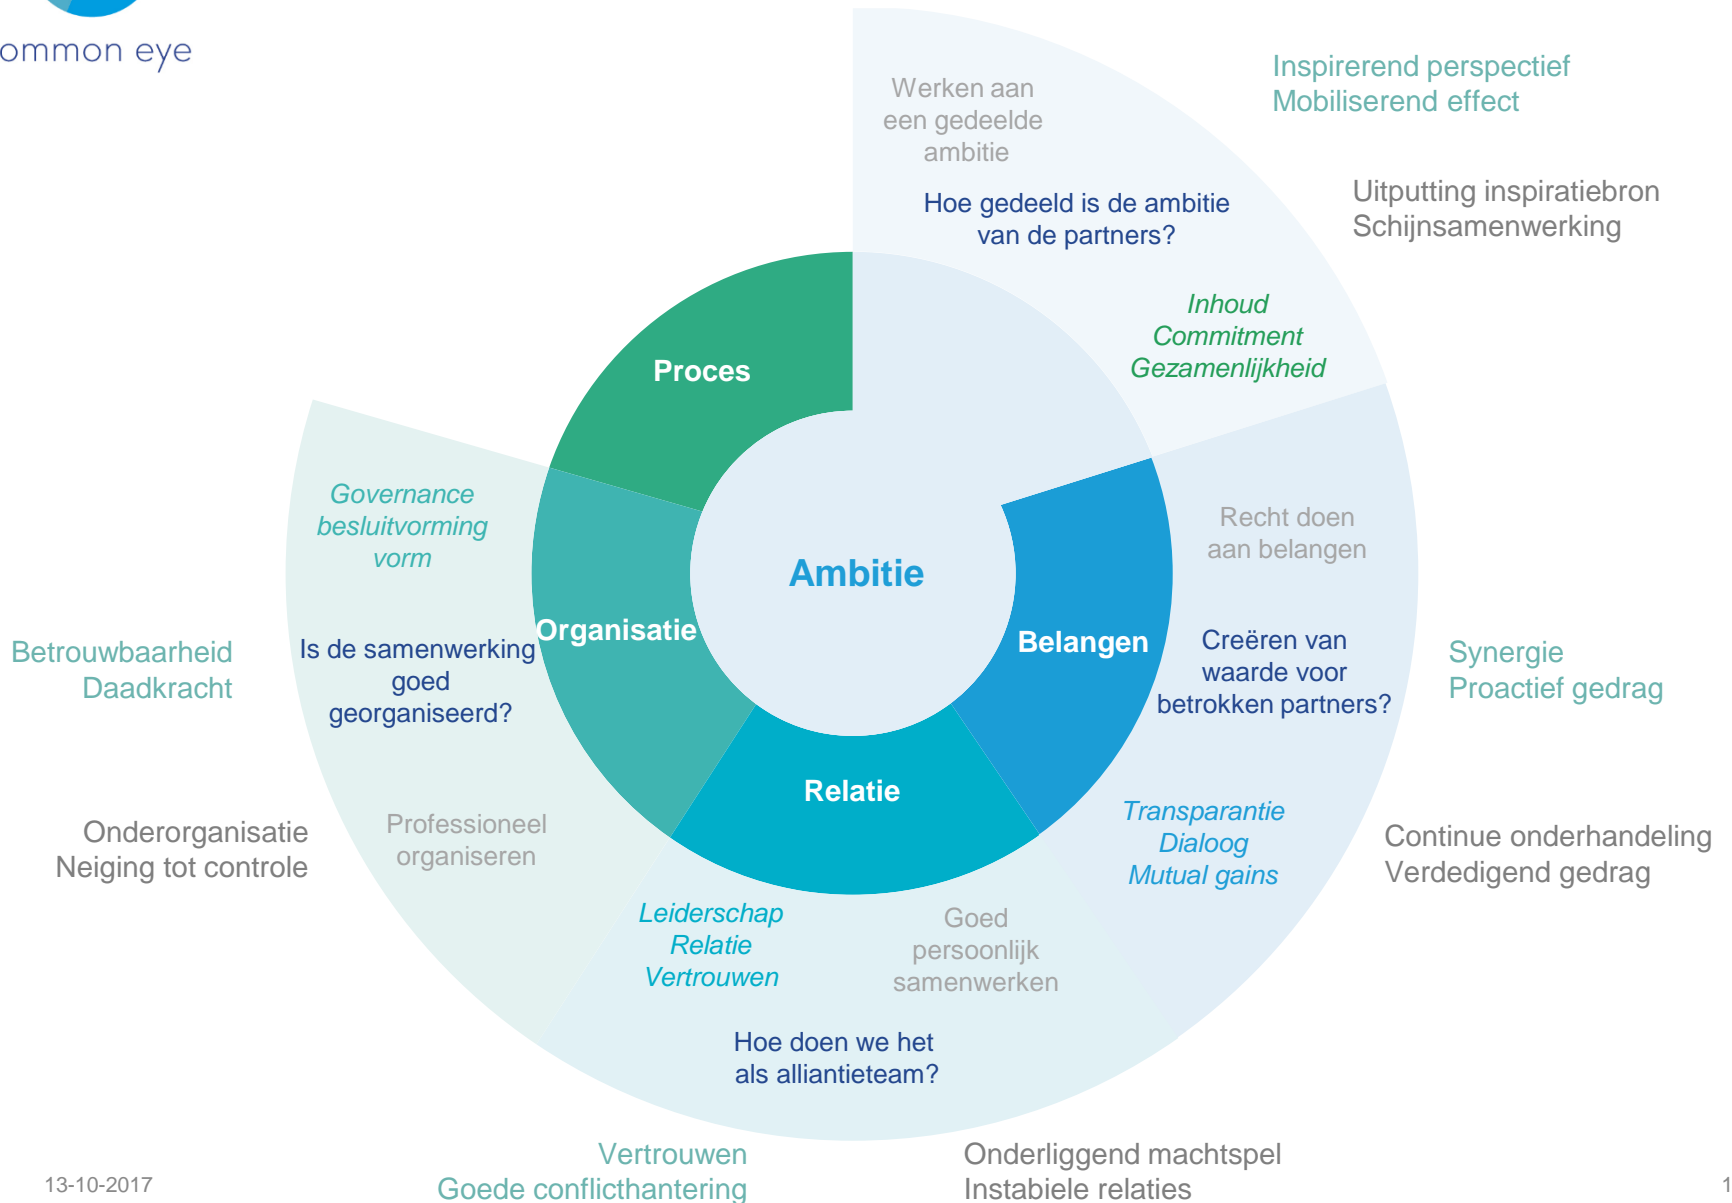 ommon eye
Werken aan
een gedeelde
ambitie
Hoe gedeeld is de ambitie
van de partners?
Inhoud
Commitment
Gezamenlijkheid
Inspirerend perspectief
Mobiliserend effect
Uitputting inspiratiebron
Schijnsamenwerking
Proces
Ambitie
Belangen
Recht doen
aan belangen
Creëren van
waarde voor
betrokken partners?
Transparantie
Dialoog
Mutual gains
Synergie
Proactief gedrag
Continue onderhandeling
Verdedigend gedrag
Relatie
Leiderschap
Relatie
Vertrouwen
Goed
persoonlijk
samenwerken
Hoe doen we het
als alliantieteam?
Vertrouwen
Goede conflicthantering
Onderliggend machtspel
Instabiele relaties
Organisatie
Governance
besluitvorming
vorm
Is de samenwerking
goed
georganiseerd?
Professioneel
organiseren
Betrouwbaarheid
Daadkracht
Onderorganisatie
Neiging tot controle
13-10-2017
1